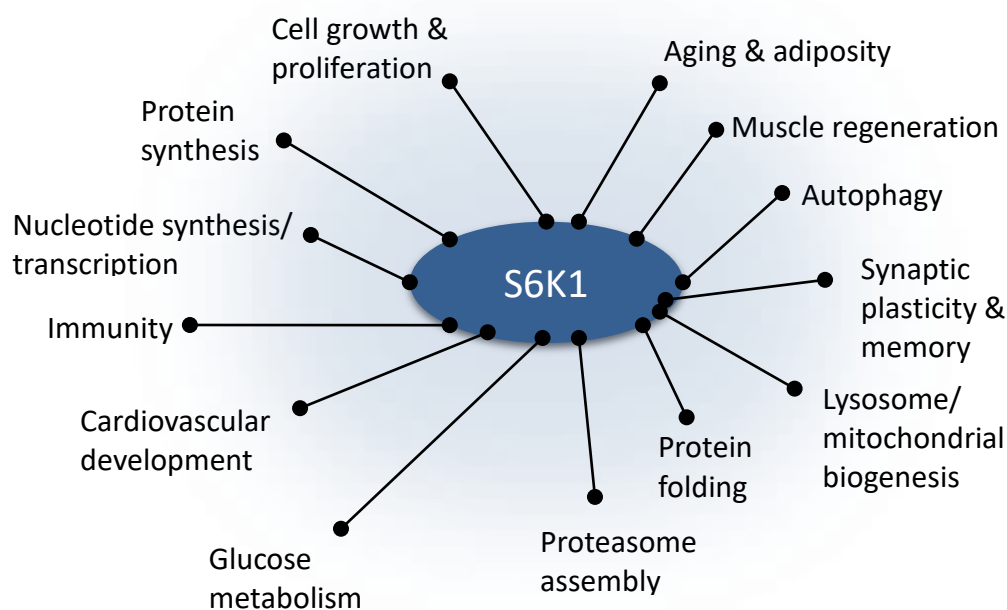 Cell growth &
proliferation
Aging & adiposity
Protein
synthesis
Muscle regeneration
Autophagy
Nucleotide synthesis/
transcription
S6K1
Synaptic
plasticity &
memory
Immunity
Lysosome/
mitochondrial
biogenesis
Cardiovascular
development
Protein
folding
Glucose
metabolism
Proteasome
assembly